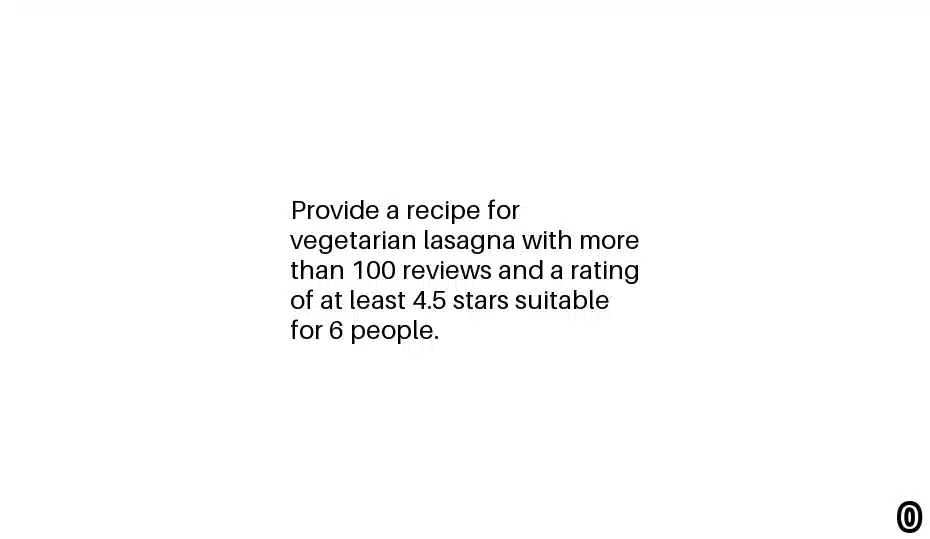 Provide a recipe for
vegetarian lasagna with more
than 100 reviews and a rating
of at least 4.5 stars suitable
for 6 people.
0